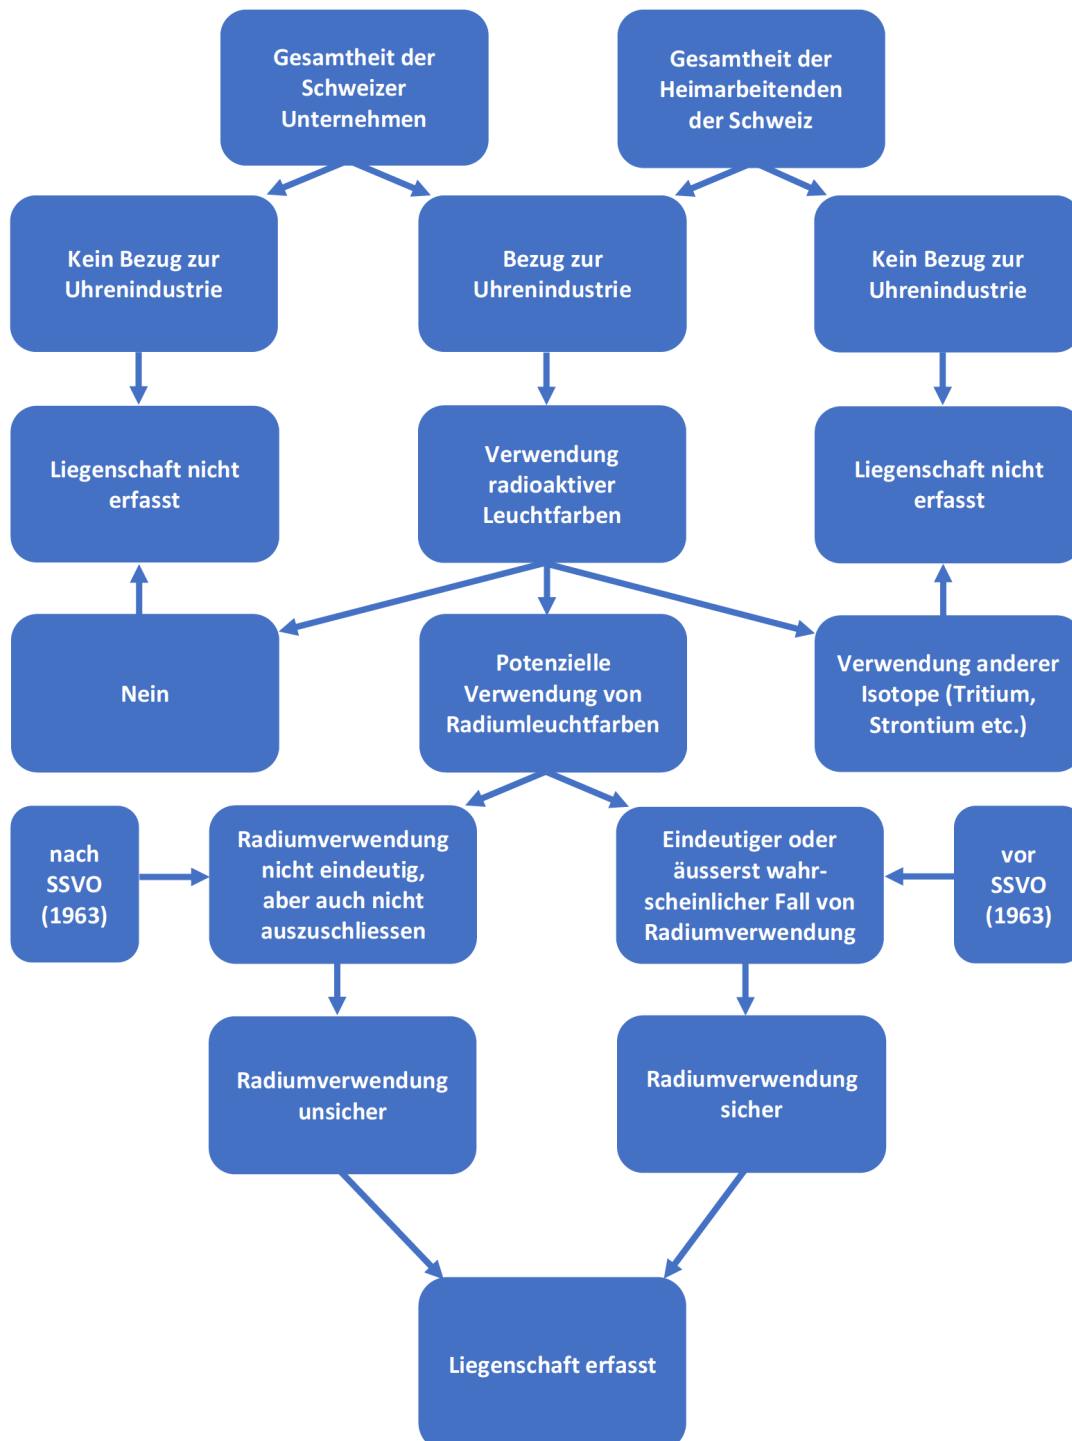 Gesamtheit der
Schweizer
Unternehmen
Gesamtheit der
Heimarbeitenden
der Schweiz
Kein Bezug zur
Uhrenindustrie
Bezug zur
Uhrenindustrie
Kein Bezug zur
Uhrenindustrie
Liegenschaft nicht
erfasst
Verwendung
radioaktiver
Leuchtfarben
Liegenschaft nicht
erfasst
Nein
Potenzielle
Verwendung von
Radiumleuchtfarben
Verwendung anderer
Isotope (Tritium,
Strontium etc.)
nach
SSVO
(1963)
Radiumverwendung
nicht eindeutig,
aber auch nicht
auszuschliessen
Eindeutiger oder
äusserst wahr-
scheinlicher Fall von
Radiumverwendung
vor
SSVO
(1963)
Radiumverwendung
unsicher
Radiumverwendung
sicher
Liegenschaft erfasst